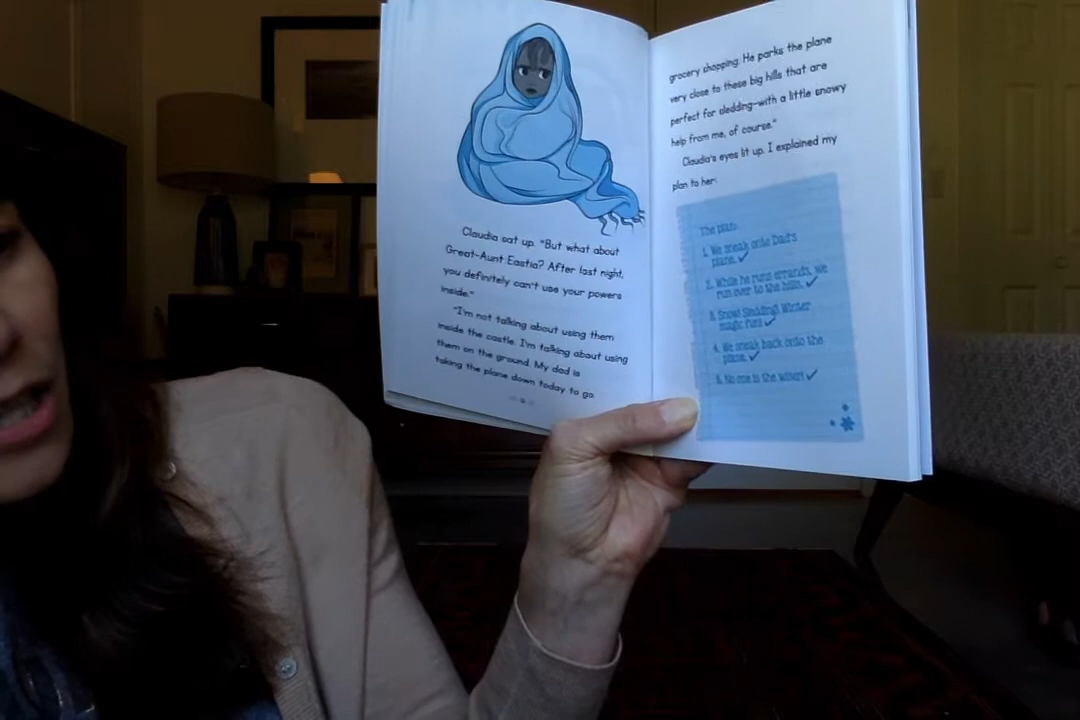 Claudia sat up. "But what about
Great-Aunt Eastia? After last night,
you definitely can't use your powers
inside."
"I'm not talking about using them
inside the castle. I'm talking about using
them on the ground. My dad is
taking the plane down today to go
grocery shopping. He parks the plane
very close to these big hills that are
perfect for sledding—with a little snowy
help from me, of course."
Claudia's eyes lit up. I explained my
plan to her:
The plan:
1. We sneak onto Dad's
plane. ✓
2. While he runs errands, we
run over to the hills. ✓
3. Snow! Sledding! Winter
magic fun! ✓
4. We sneak back onto the
plane. ✓
5. No one is the wiser! ✓